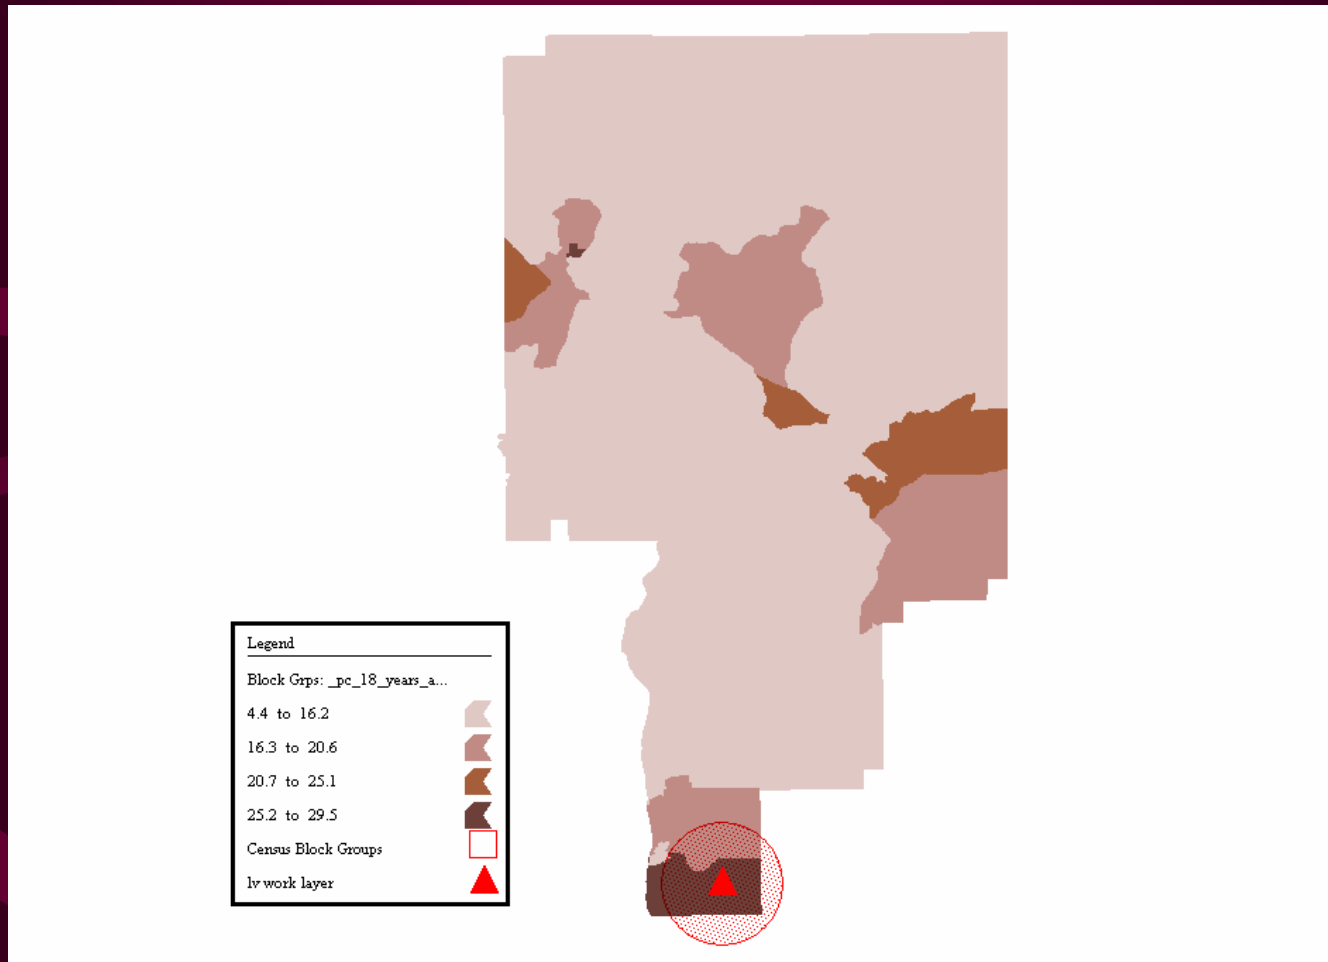 Legend
Block Grps: _pc_18_years_a...
4.4 to 16.2
16.3 to 20.6
20.7 to 25.1
25.2 to 29.5
Census Block Groups
lv work layer